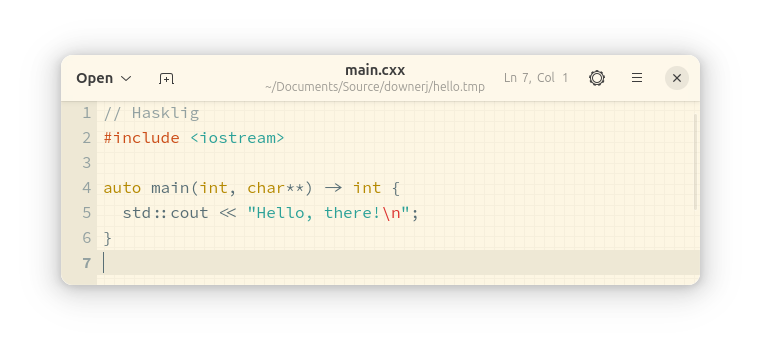 Open
main.cxx
~/Documents/Source/downerj/hello.tmp
Ln 7, Col 1
1 // Hasklig
2 #include <iostream>
3
4 auto main(int, char**) -> int {
5   std::cout << "Hello, there!\n";
6 }
7